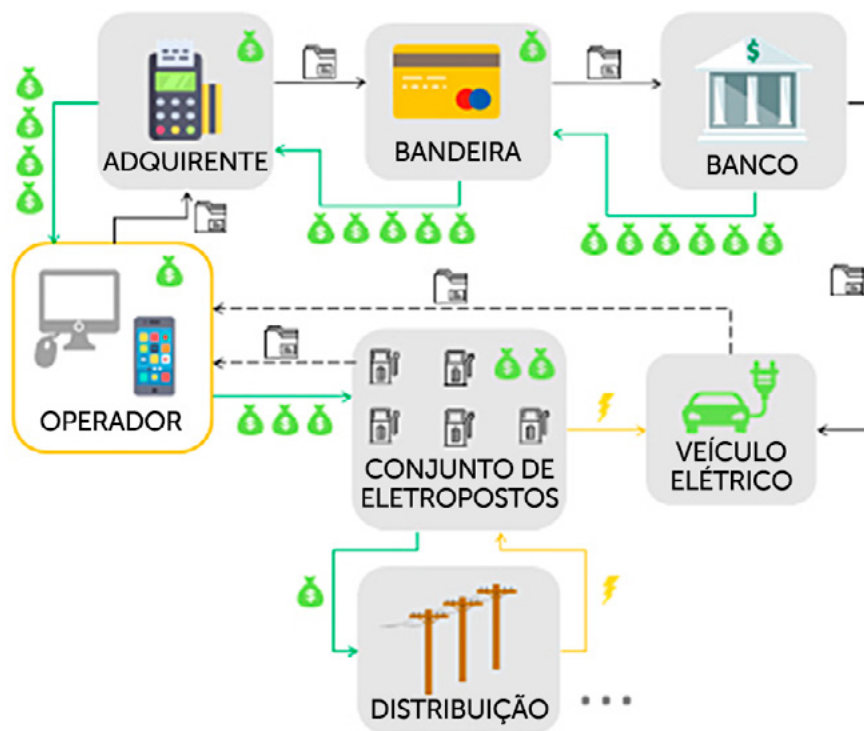 ADQUIRENTE
BANDEIRA
BANCO
OPERADOR
CONJUNTO DE
ELETROPOSTOS
VEÍCULO
ELÉTRICO
DISTRIBUIÇÃO